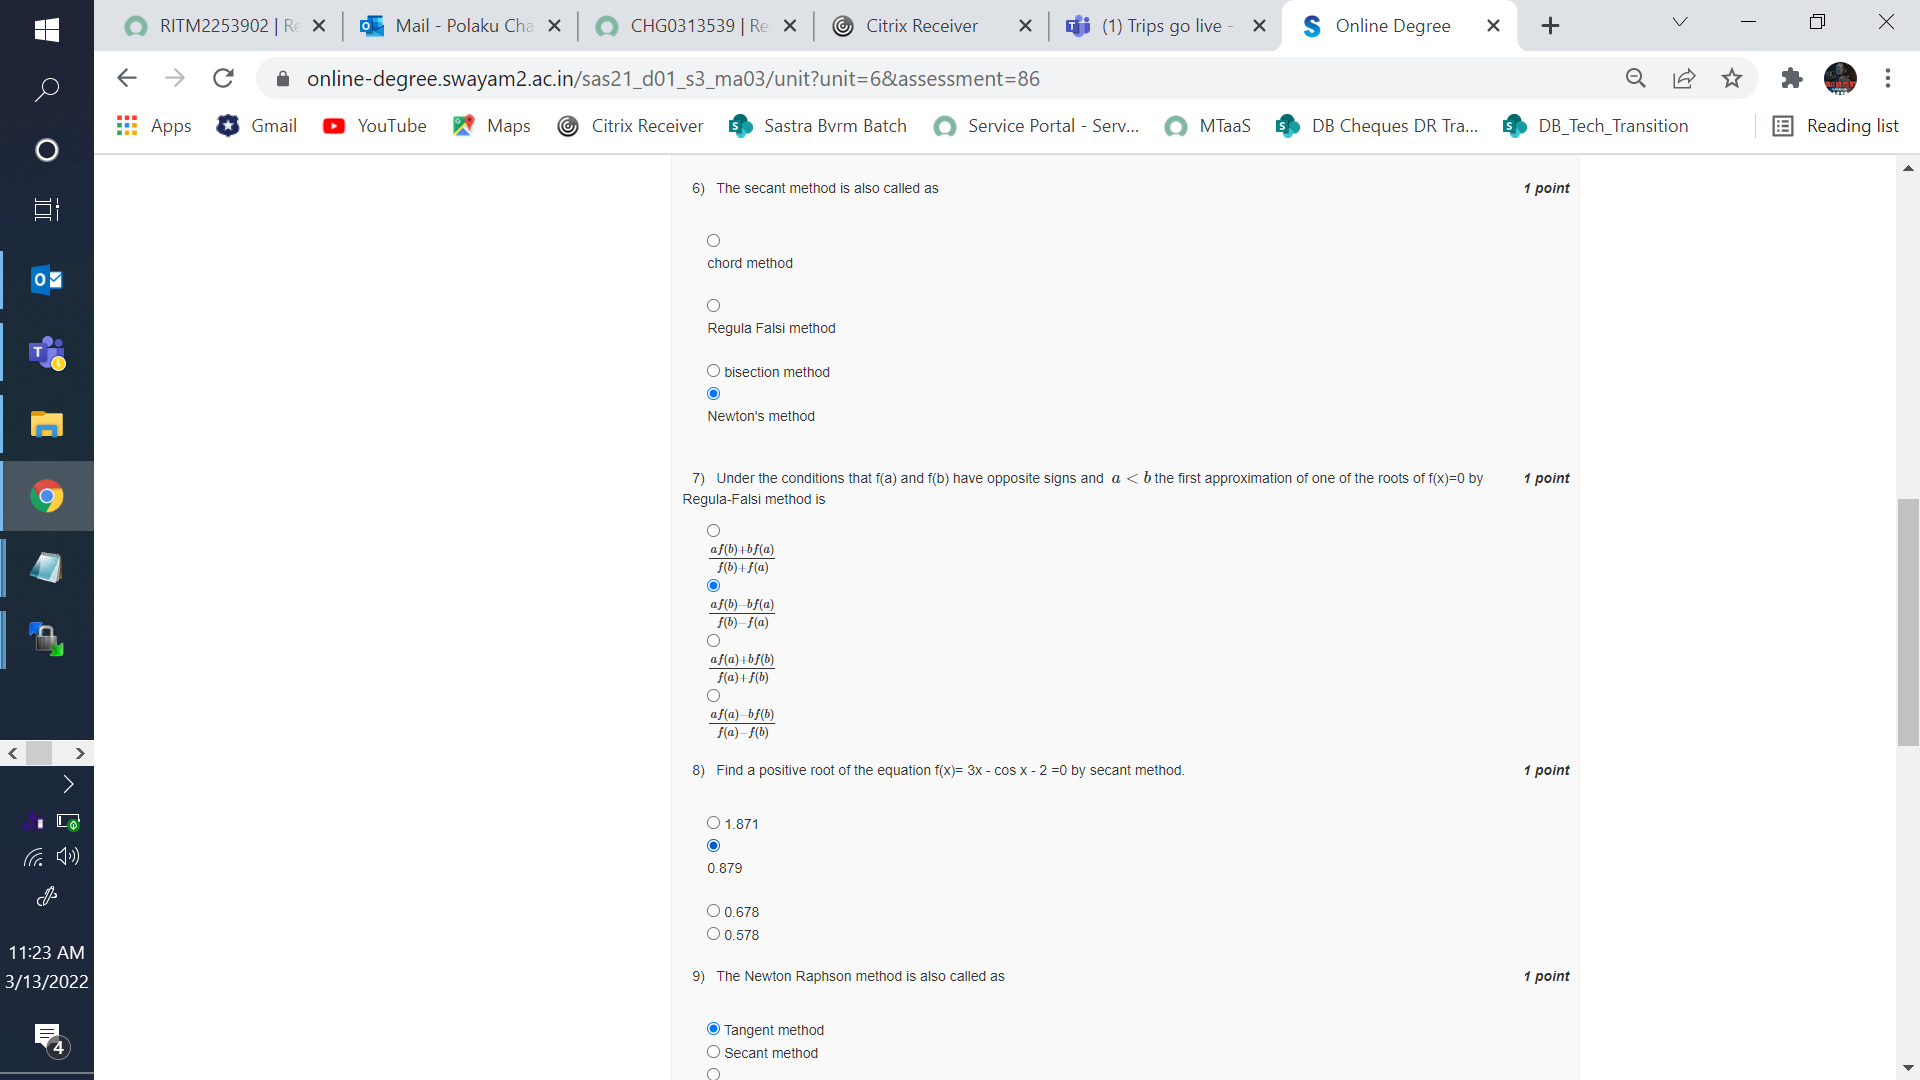 RITM2253902 | Re
Mail - Polaku Cha
CHG0313539 | Re
Citrix Receiver
(1) Trips go live -
Online Degree
online-degree.swayam2.ac.in/sas21_d01_s3_ma03/unit?unit=6&assessment=86
Apps
Gmail
YouTube
Maps
Citrix Receiver
Sastra Bvrm Batch
Service Portal - Serv...
MTaaS
DB Cheques DR Tra...
DB_Tech_Transition
Reading list
6) The secant method is also called as 1 point
chord method
Regula Falsi method
bisection method
Newton's method
7) Under the conditions that f(a) and f(b) have opposite signs and a < b the first approximation of one of the roots of f(x)=0 by 1 point
Regula-Falsi method is
af(b)+bf(a)
f(b)+f(a)
af(b)−bf(a)
f(b)−f(a)
af(a)+bf(b)
f(a)+f(b)
af(a)−bf(b)
f(a)−f(b)
8) Find a positive root of the equation f(x)= 3x - cos x - 2 =0 by secant method. 1 point
1.871
0.879
0.678
0.578
9) The Newton Raphson method is also called as 1 point
Tangent method
Secant method
11:23 AM
3/13/2022
4